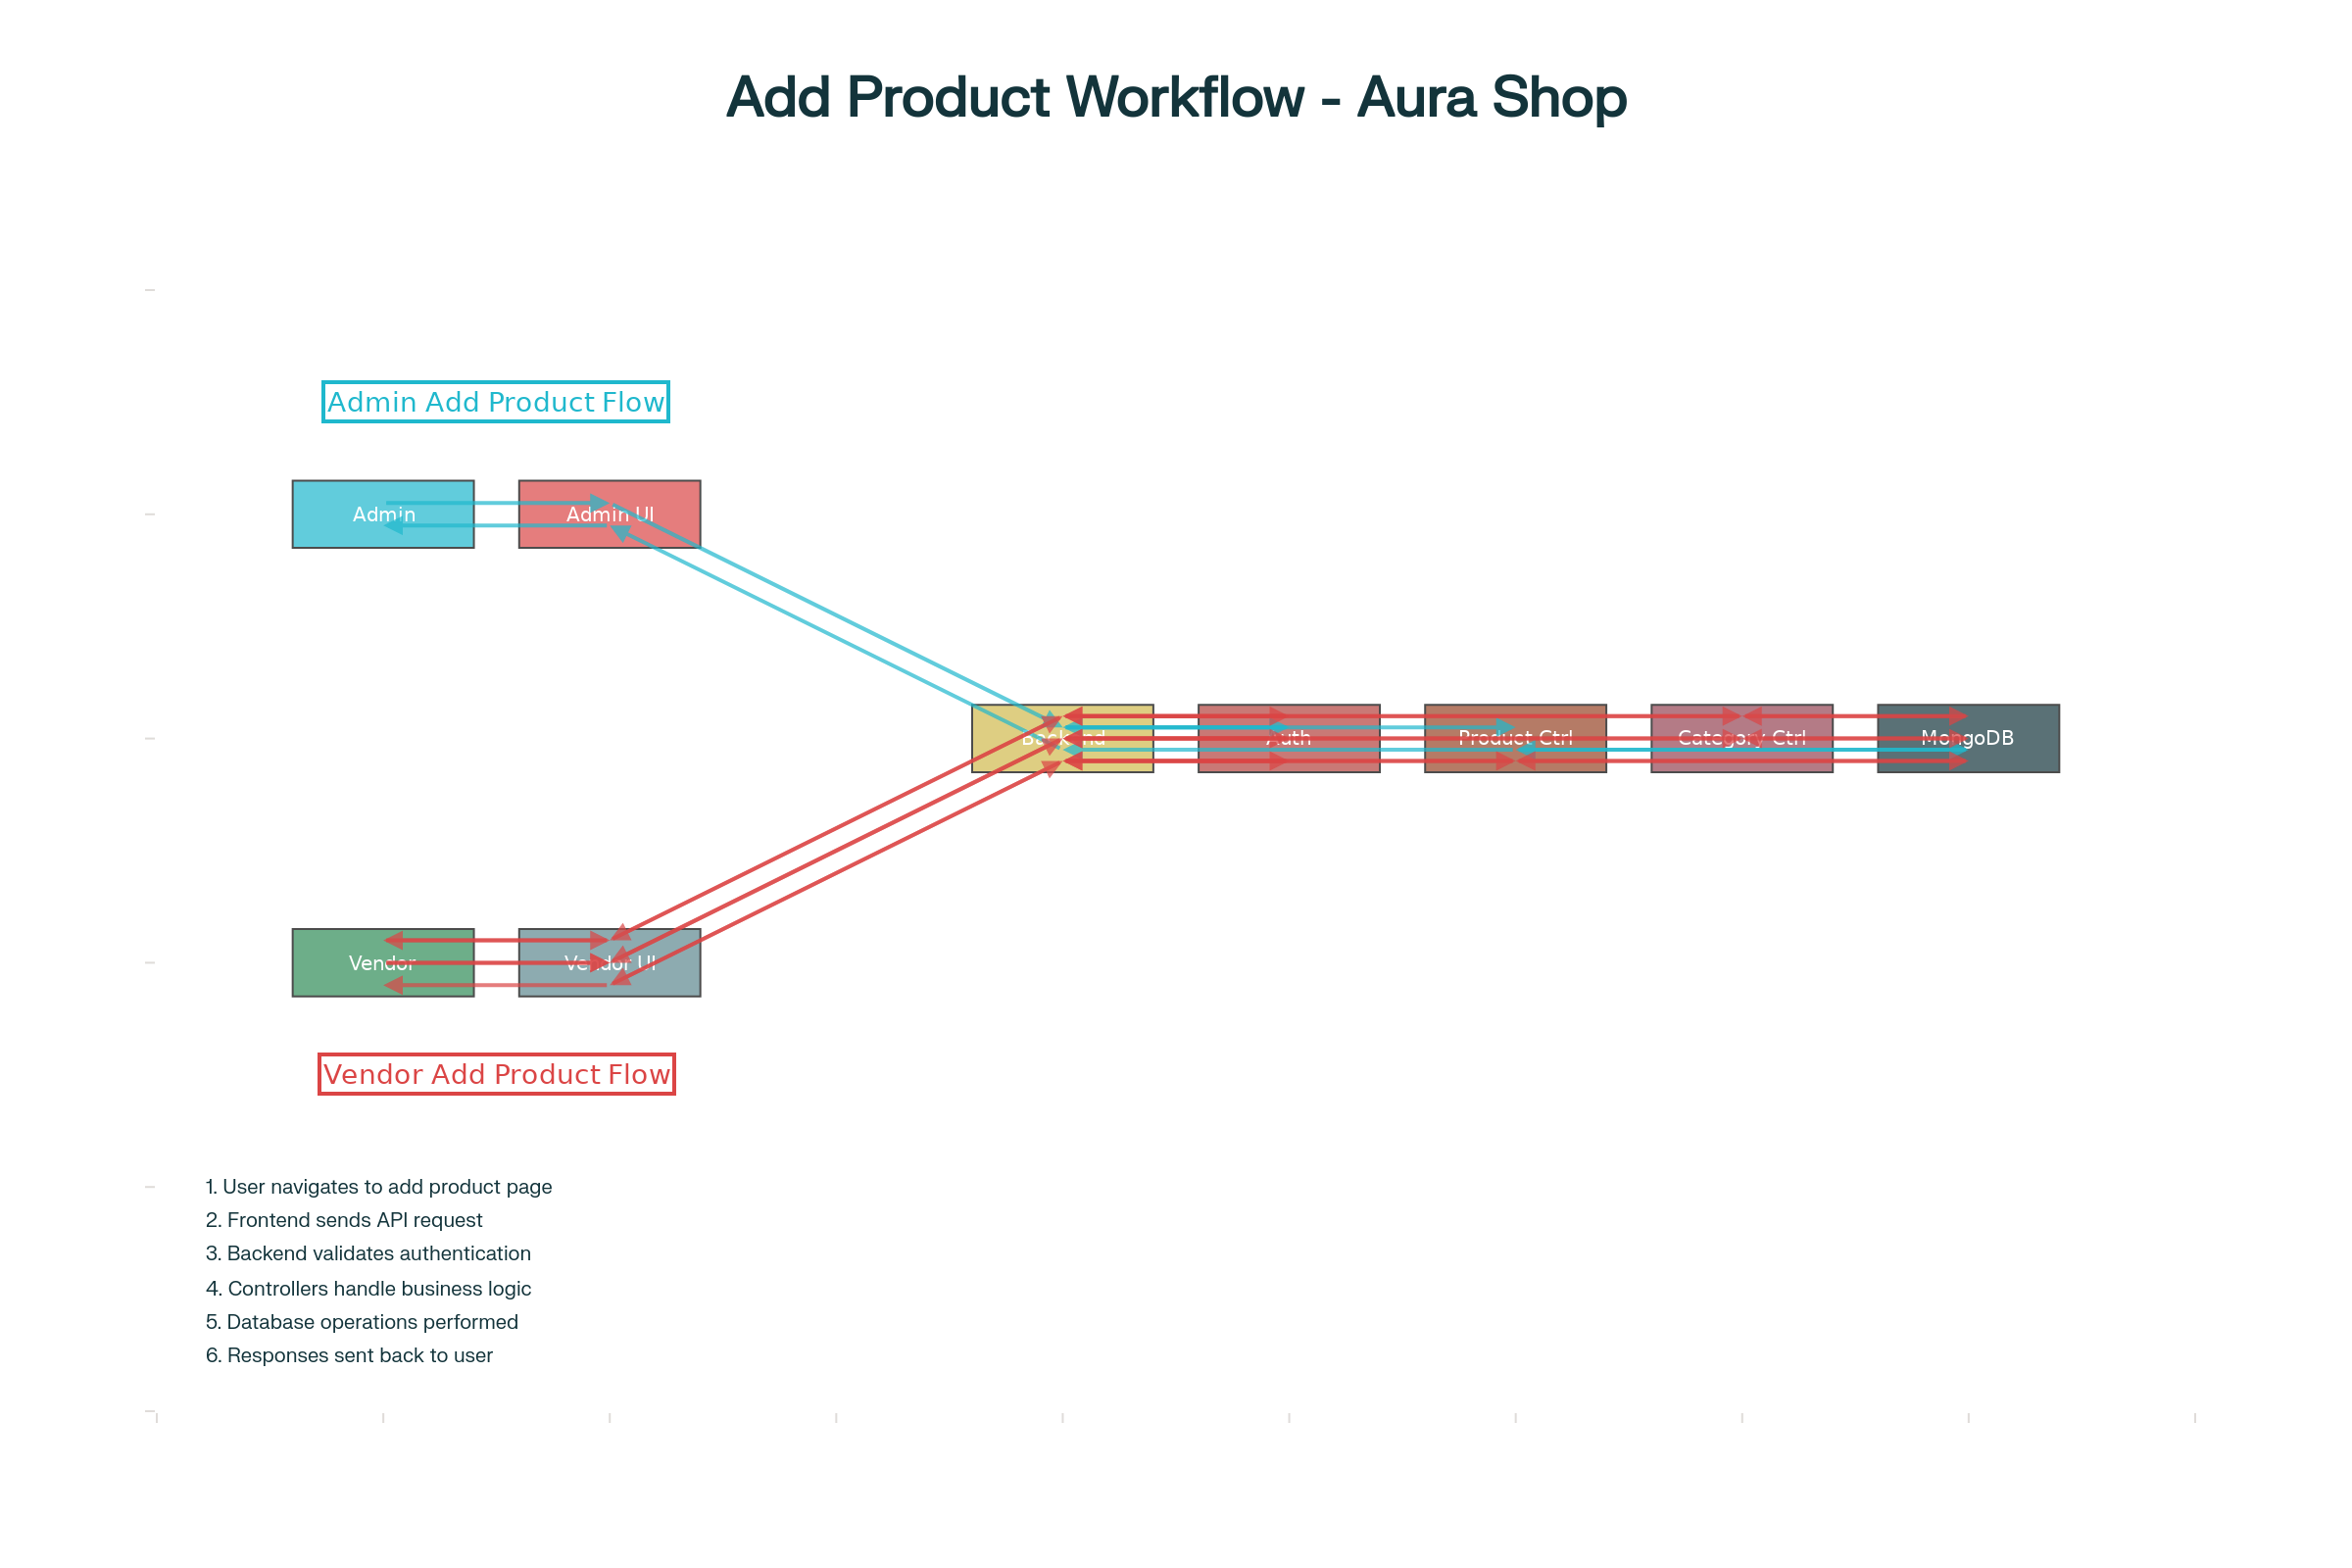 Add Product Workflow - Aura Shop
Admin Add Product Flow
Admin
Admin UI
Backend
Auth
Product Ctrl
Category Ctrl
MongoDB
Vendor
Vendor UI
Vendor Add Product Flow
1. User navigates to add product page
2. Frontend sends API request
3. Backend validates authentication
4. Controllers handle business logic
5. Database operations performed
6. Responses sent back to user